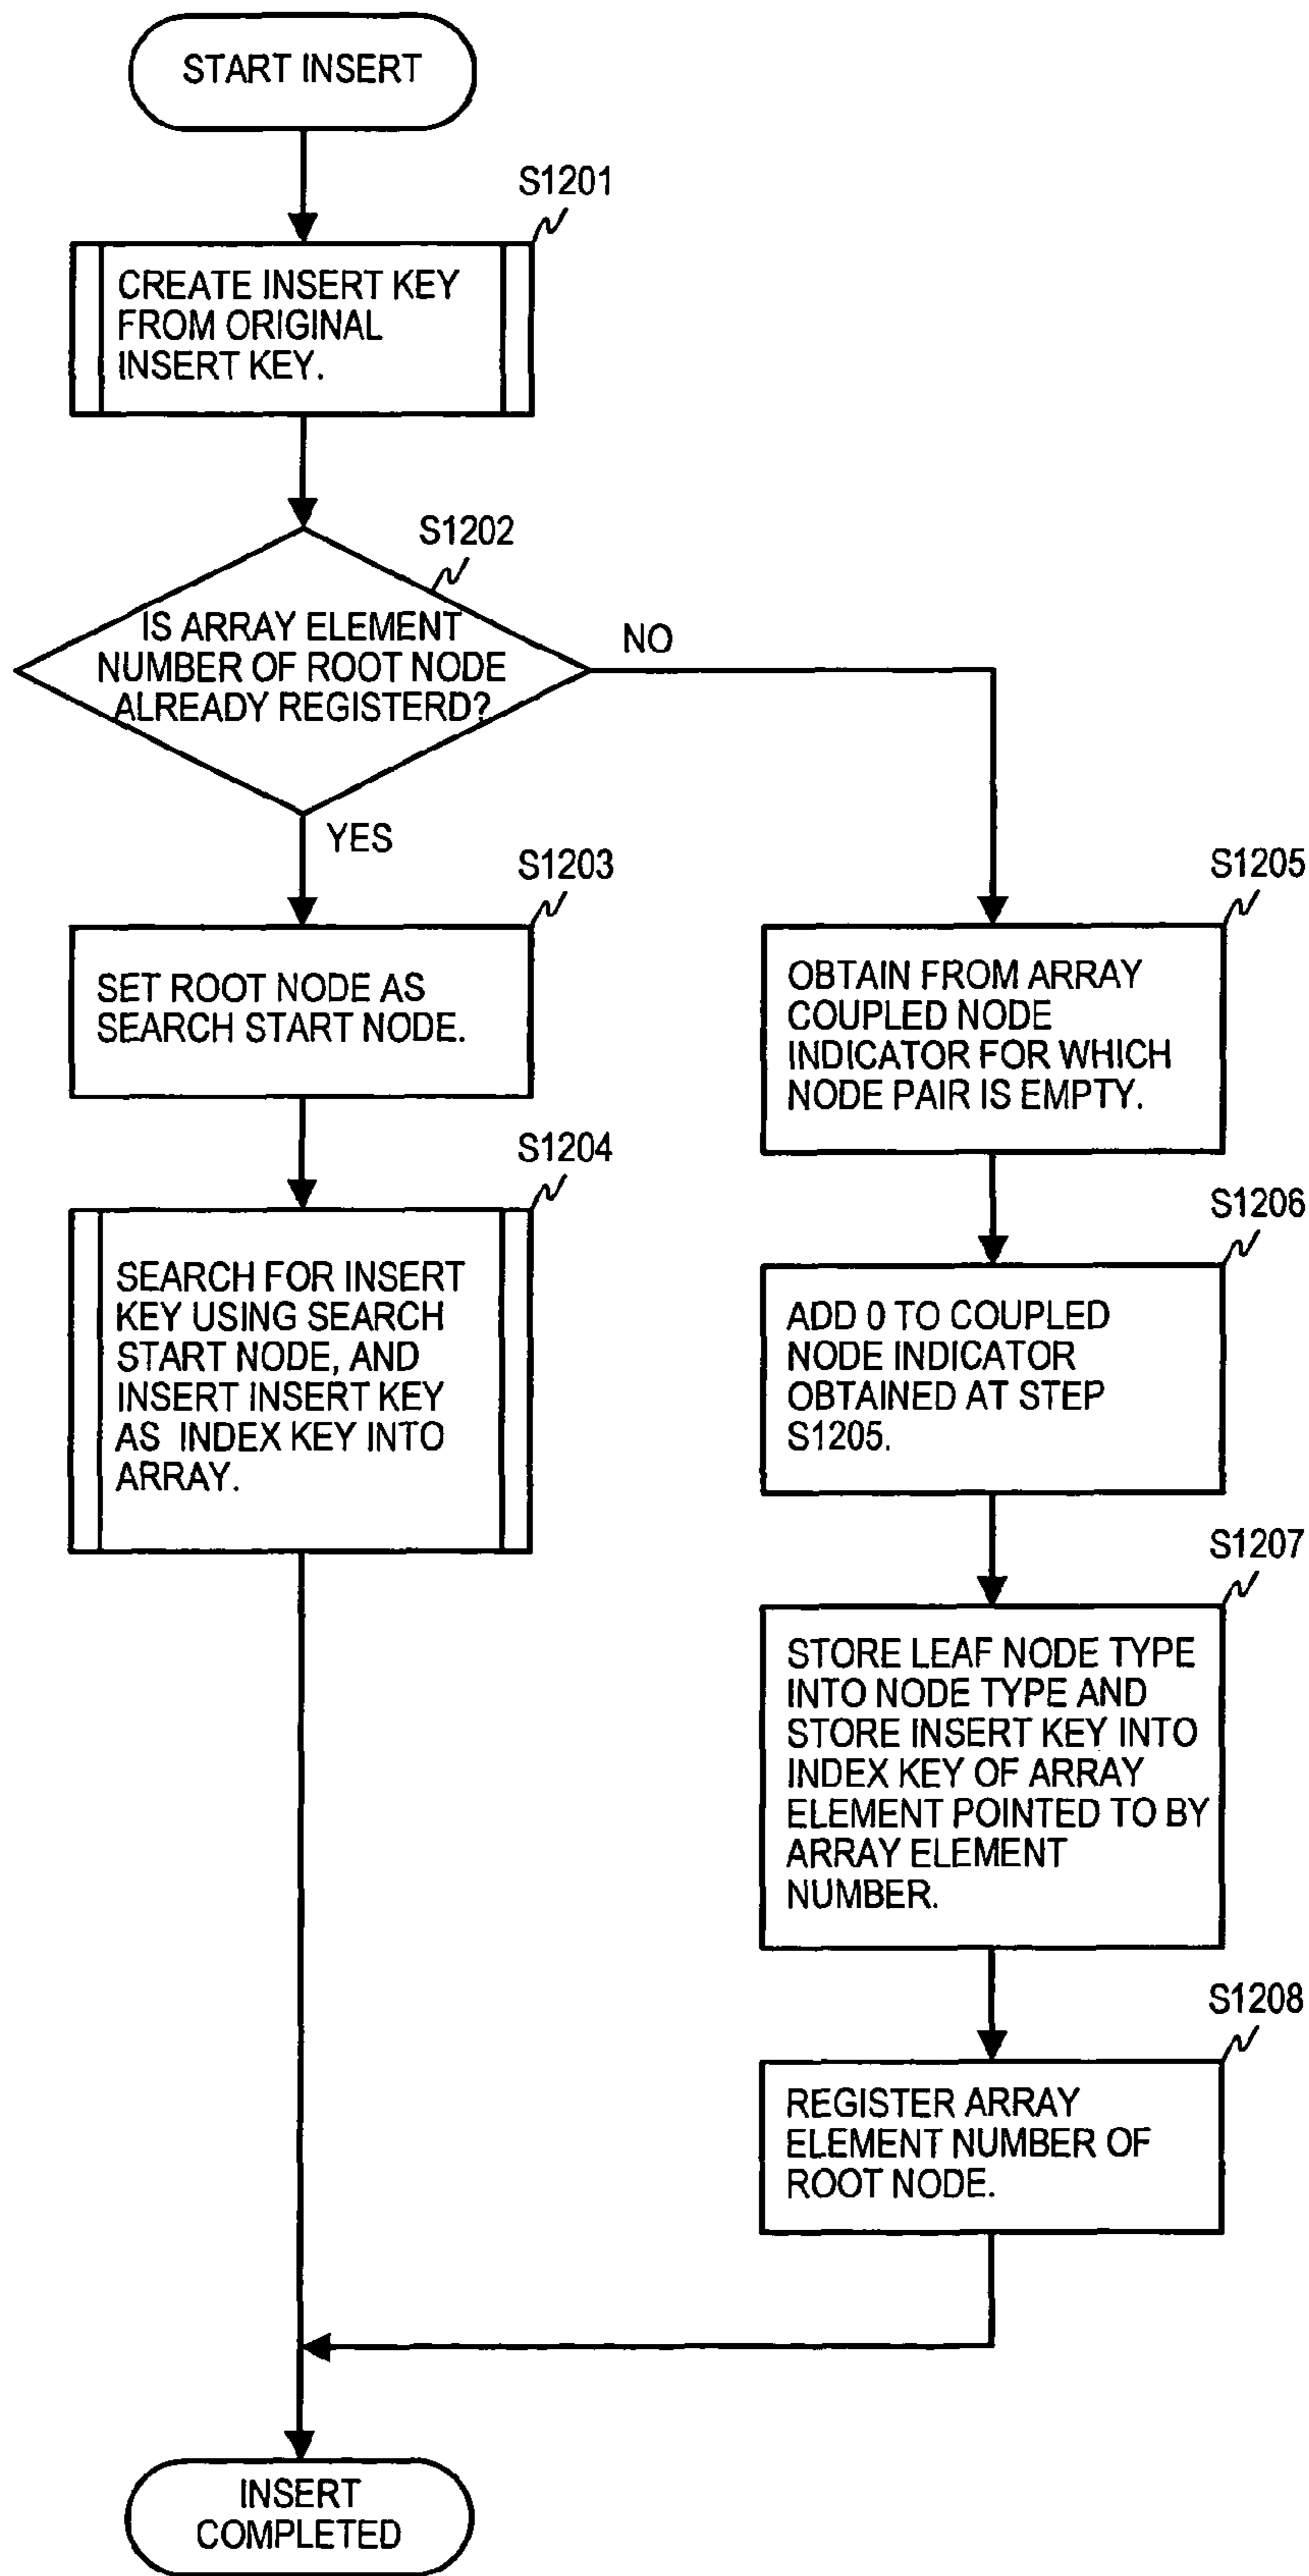 START INSERT
S1201
CREATE INSERT KEY
FROM ORIGINAL
INSERT KEY.
S1202
IS ARRAY ELEMENT
NUMBER OF ROOT NODE
ALREADY REGISTERD?
NO
YES
S1203
SET ROOT NODE AS
SEARCH START NODE.
S1204
SEARCH FOR INSERT
KEY USING SEARCH
START NODE, AND
INSERT INSERT KEY
AS INDEX KEY INTO
ARRAY.
S1205
OBTAIN FROM ARRAY
COUPLED NODE
INDICATOR FOR WHICH
NODE PAIR IS EMPTY.
S1206
ADD 0 TO COUPLED
NODE INDICATOR
OBTAINED AT STEP
S1205.
S1207
STORE LEAF NODE TYPE
INTO NODE TYPE AND
STORE INSERT KEY INTO
INDEX KEY OF ARRAY
ELEMENT POINTED TO BY
ARRAY ELEMENT
NUMBER.
S1208
REGISTER ARRAY
ELEMENT NUMBER OF
ROOT NODE.
INSERT
COMPLETED